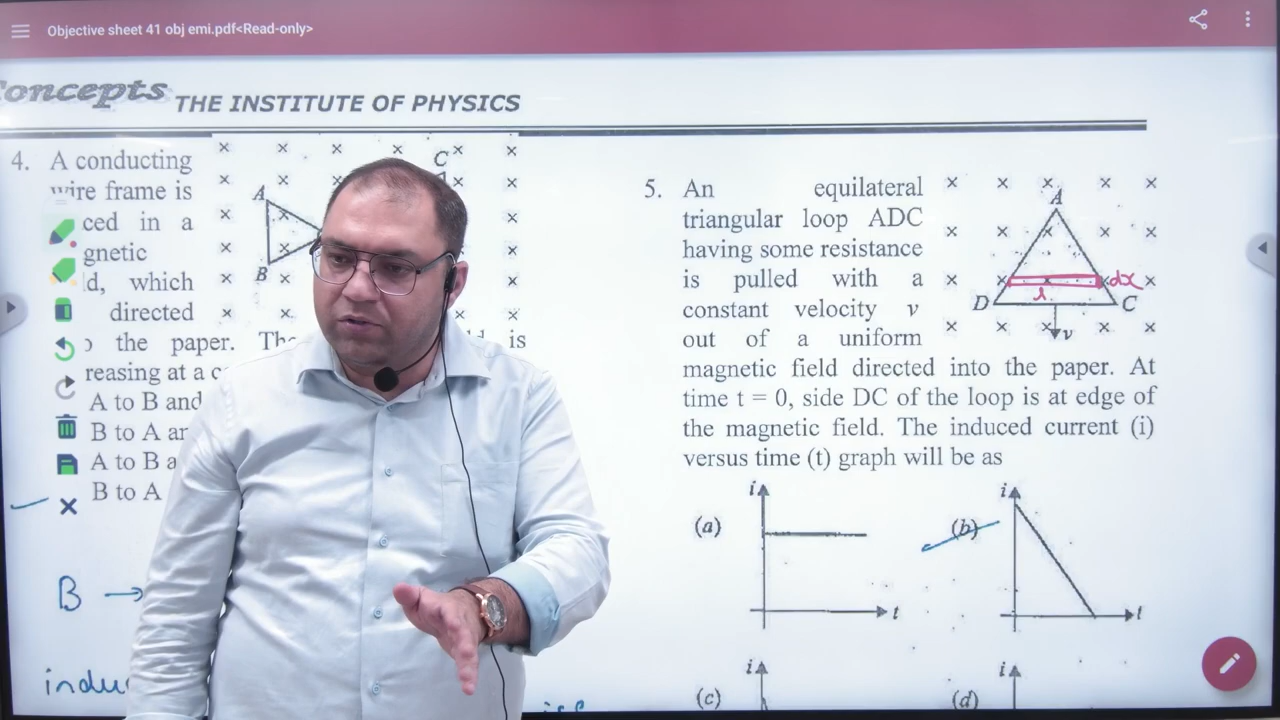 Objective sheet 41 obj emi.pdf<Read-only>
Concepts THE INSTITUTE OF PHYSICS
4. A conducting
wire frame is
ced in a
gnetic
d, which
directed
the paper. The
is
reasing at a c
A to B and
B to A ar
A to B a
B to A
A
B
C
B →
indu
5. An equilateral
triangular loop ADC
having some resistance
is pulled with a
constant velocity v
out of a uniform
magnetic field directed into the paper. At
time t = 0, side DC of the loop is at edge of
the magnetic field. The induced current (i)
versus time (t) graph will be as
A
D
C
l
dx
v
(a)
i
t
(b)
i
t
(c)
i
(d)
i